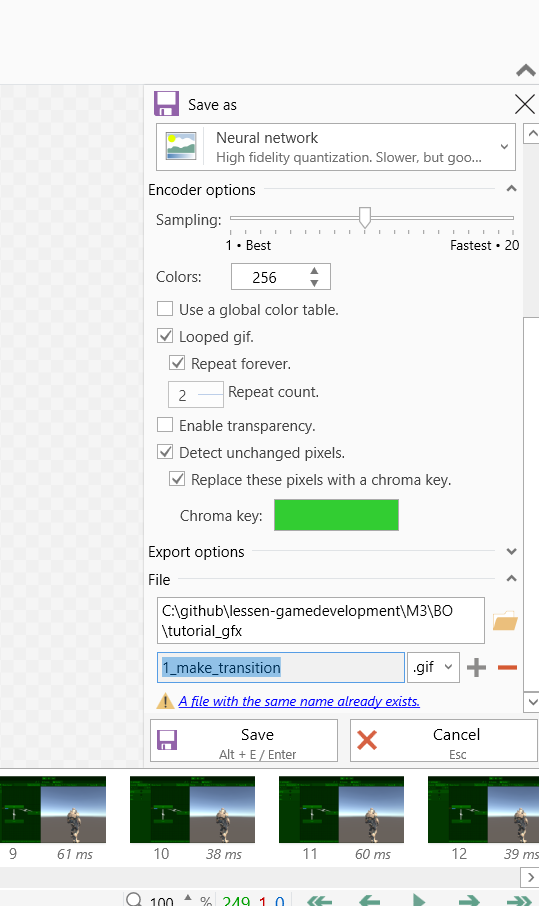 Save as
Neural network
High fidelity quantization. Slower, but goo...
Encoder options
Sampling:
1 • Best
Fastest • 20
Colors:
256
Use a global color table.
Looped gif.
Repeat forever.
2
Repeat count.
Enable transparency.
Detect unchanged pixels.
Replace these pixels with a chroma key.
Chroma key:
Export options
File
C:\github\lessen-gamedevelopment\M3\BO
\tutorial_gfx
1_make_transition
.gif
A file with the same name already exists.
Save
Alt + E / Enter
Cancel
Esc
9 61 ms
10 38 ms
11 60 ms
12 39 ms
100 % 249 1 0